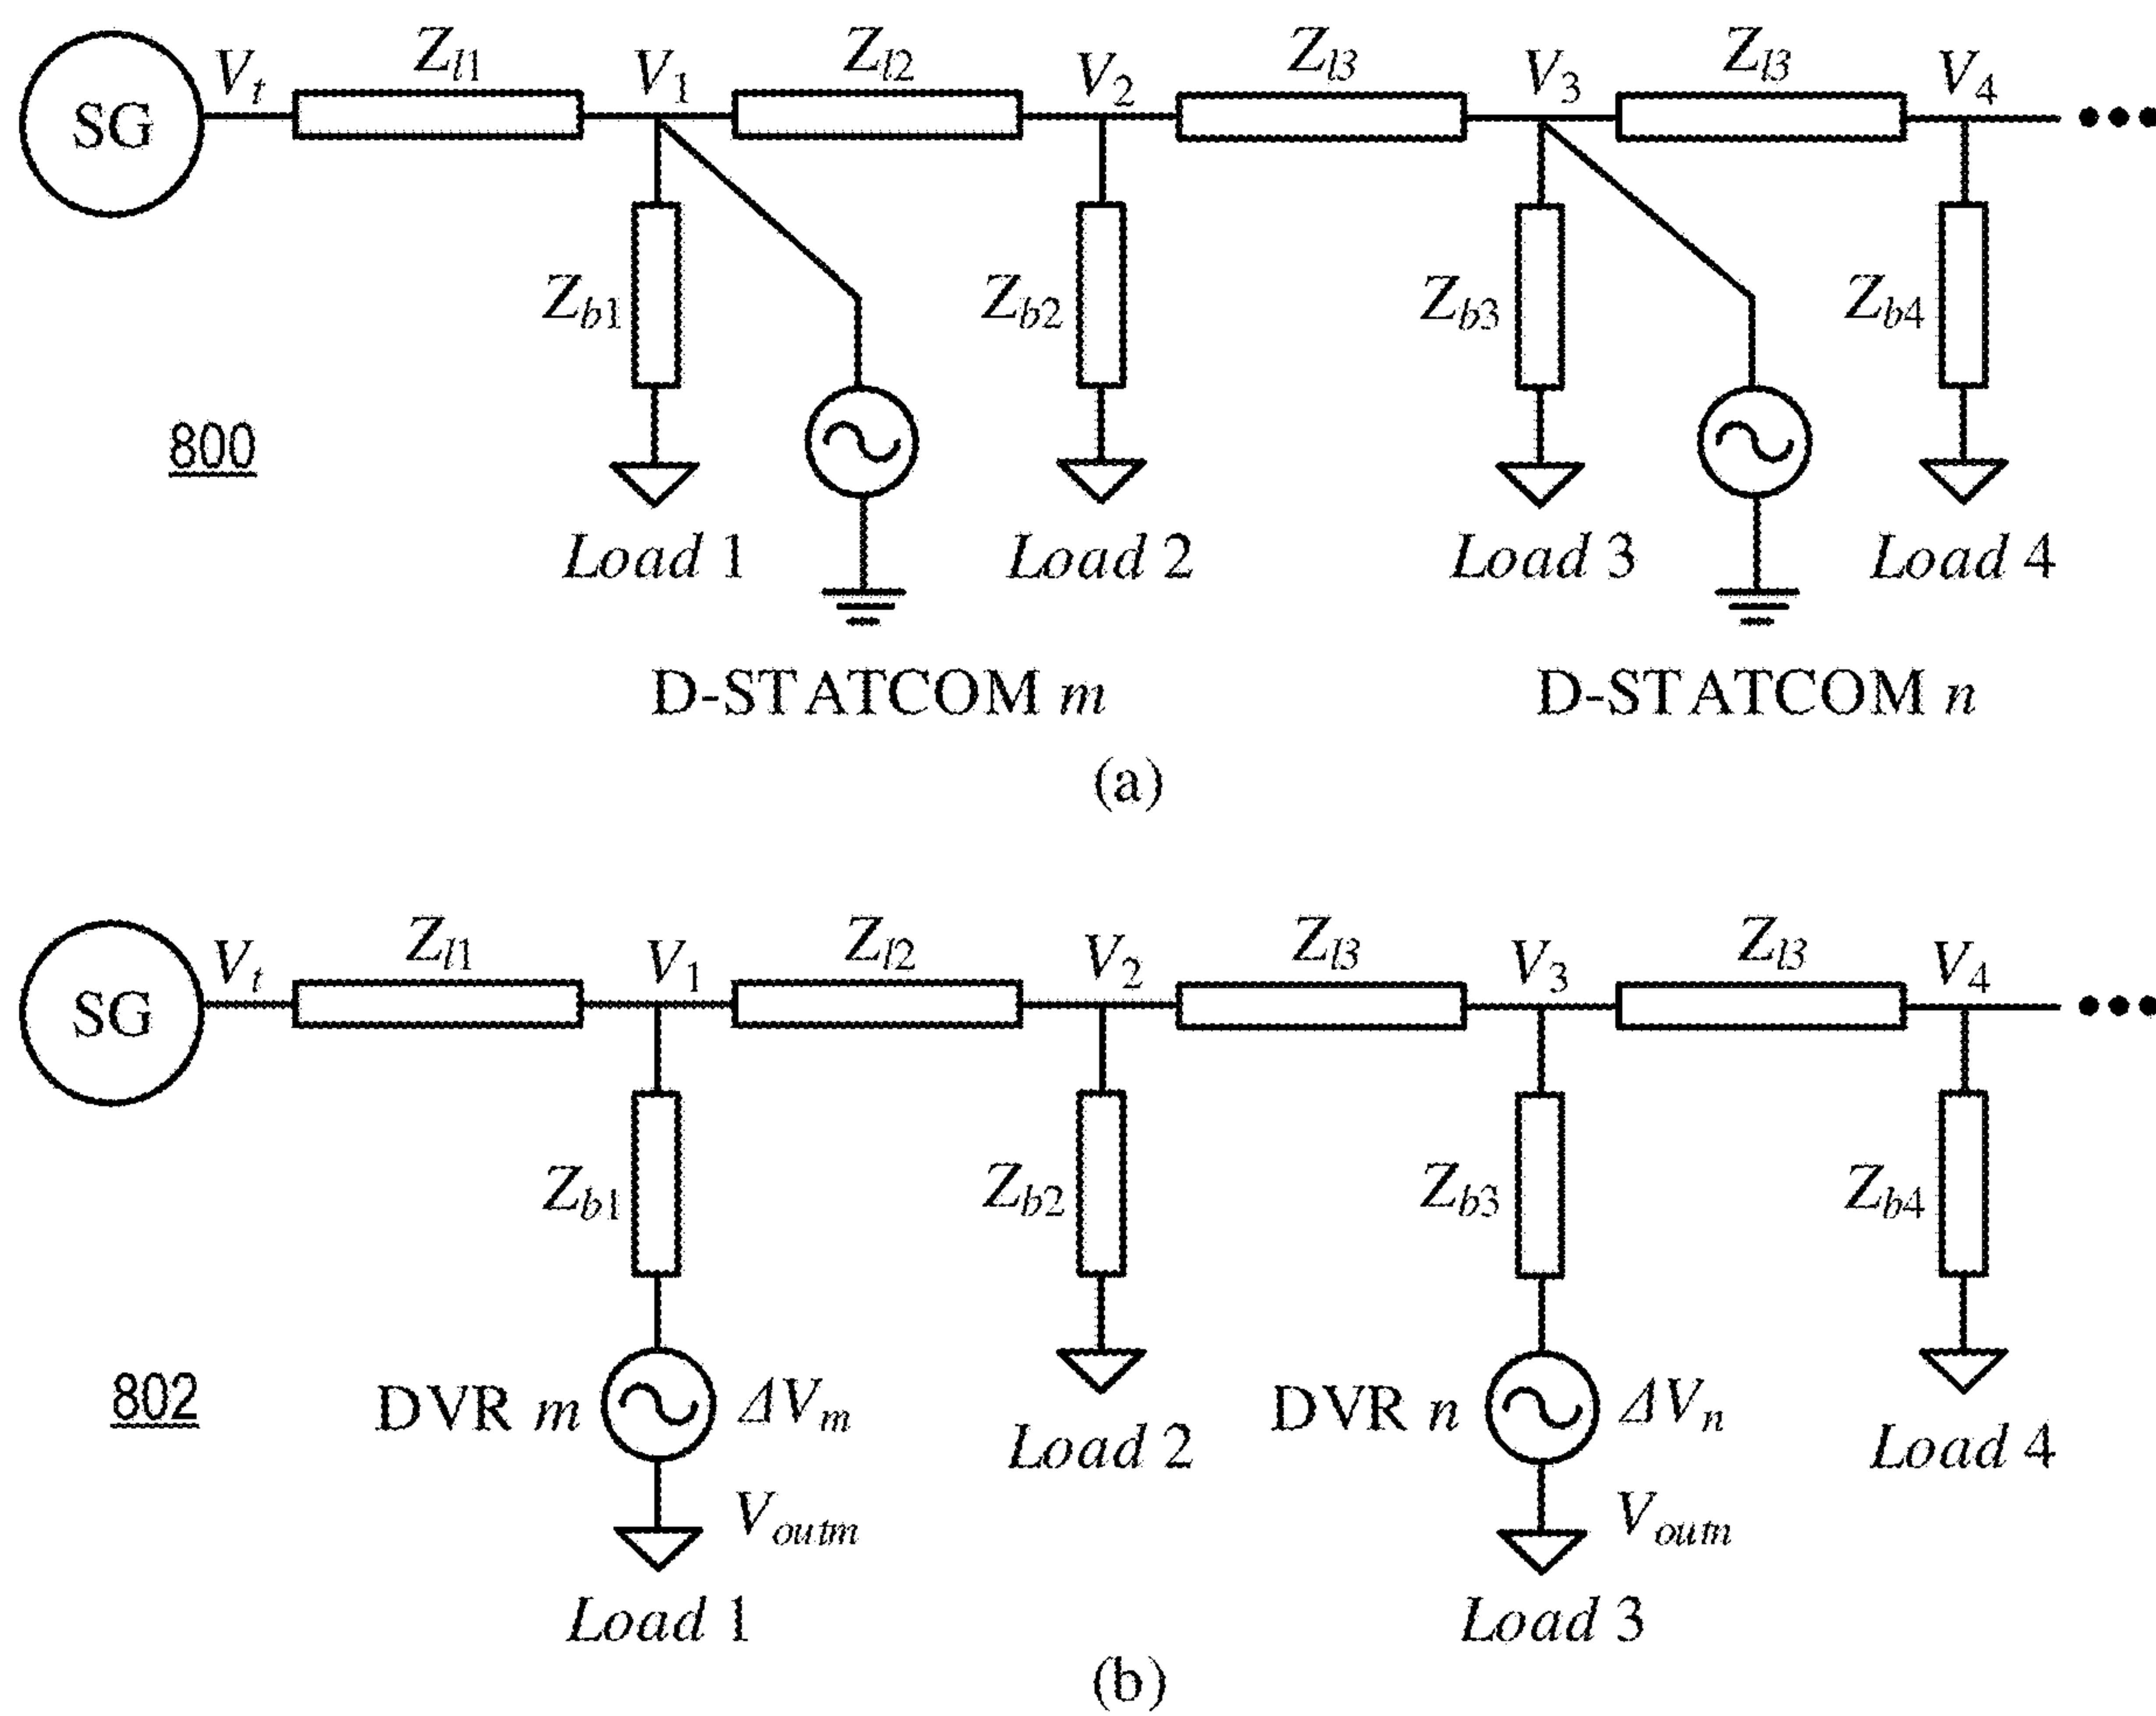 SG V_t Z_l1 V_1 Z_l2 V_2 Z_l3 V_3 Z_l3 V_4 •••
Z_b1 Z_b2 Z_b3 Z_b4
800
Load 1 Load 2 Load 3 Load 4
D-STATCOM m D-STATCOM n
(a)
SG V_t Z_l1 V_1 Z_l2 V_2 Z_l3 V_3 Z_l3 V_4 •••
Z_b1 Z_b2 Z_b3 Z_b4
802 DVR m ΔV_m DVR n ΔV_n
Load 2 Load 4
V_outm V_outn
Load 1 Load 3
(b)